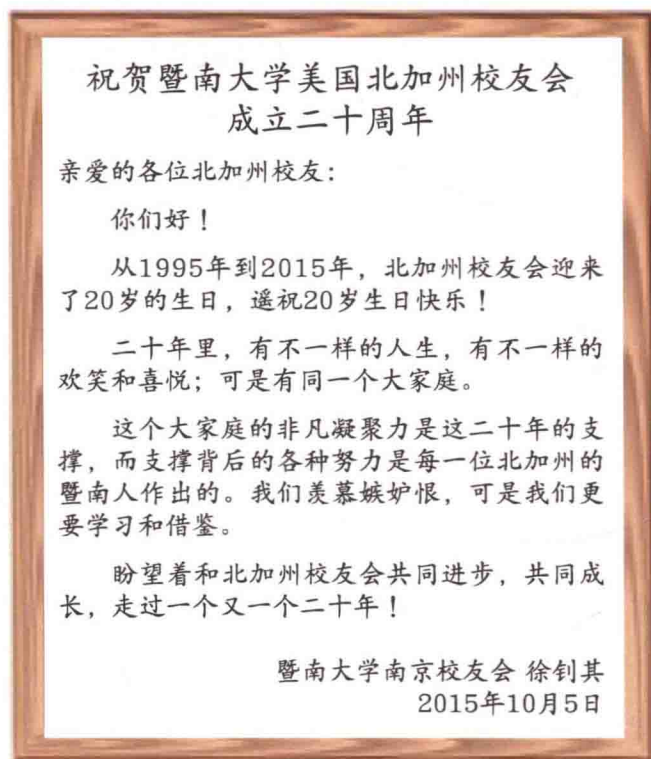 祝贺暨南大学美国北加州校友会
成立二十周年
亲爱的各位北加州校友：
你们好！
从1995年到2015年，北加州校友会迎来
了20岁的生日，遥祝20岁生日快乐！
二十年里，有不一样的人生，有不一样的
欢笑和喜悦；可是有同一个大家庭。
这个大家庭的非凡凝聚力是这二十年的支
撑，而支撑背后的各种努力是每一位北加州的
暨南人作出的。我们羡慕嫉妒恨，可是我们更
要学习和借鉴。
盼望着和北加州校友会共同进步，共同成
长，走过一个又一个二十年！
暨南大学南京校友会 徐钊其
2015年10月5日